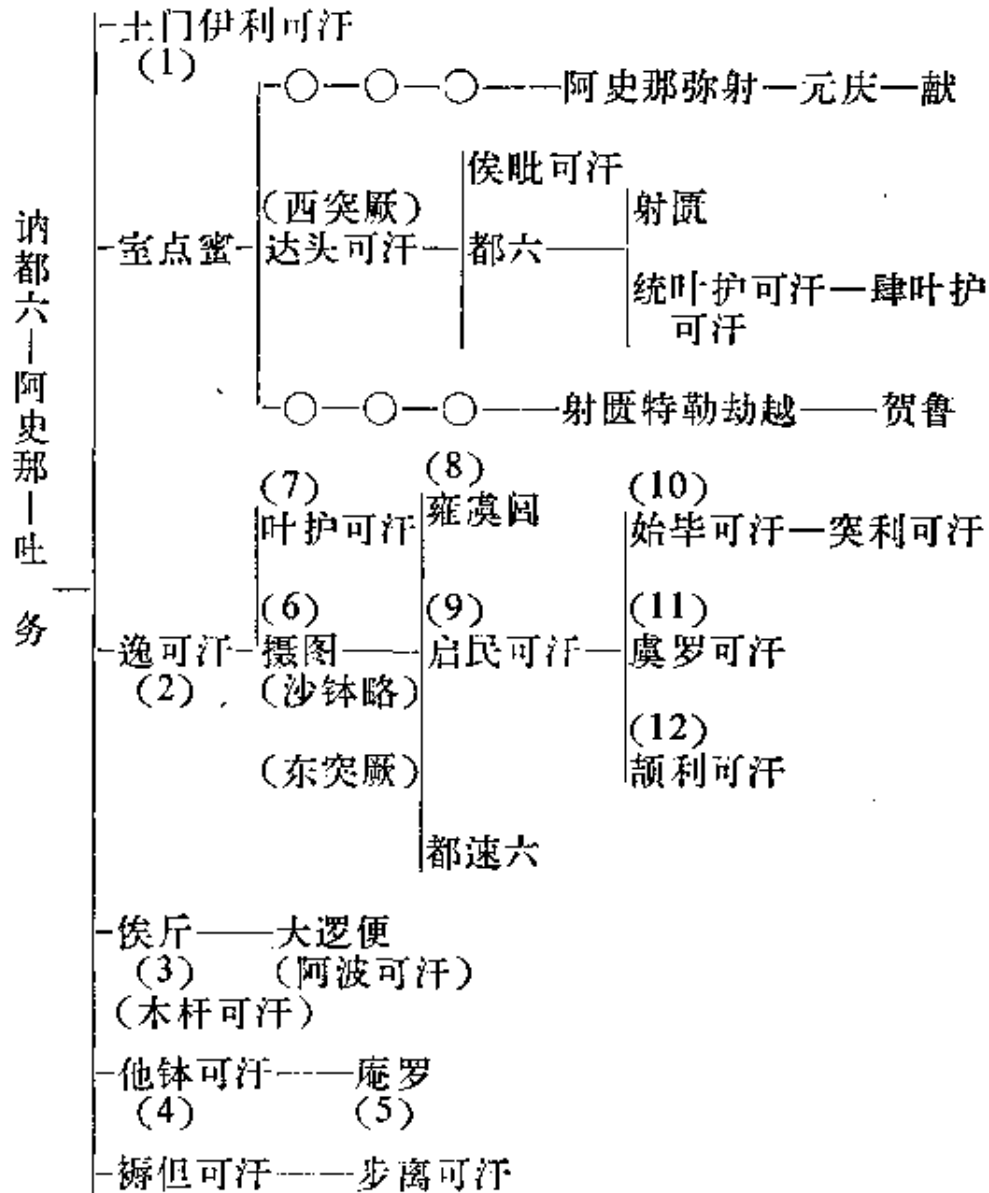 土门伊利可汗
(1)
○—○—○——阿史那弥射—元庆—献
俟毗可汗
(西突厥)
射匮
讷都六—阿史那—吐务
室点蜜
达头可汗
都六
统叶护可汗—肆叶护
可汗
○—○—○——射匮特勒劫越——贺鲁
(7)
(8)
(10)
叶护可汗
雍虞闾
始毕可汗—突利可汗
(6)
(9)
(11)
逸可汗—摄图—启民可汗—虞罗可汗
(2)
(沙钵略)
(12)
(东突厥)
颉利可汗
都速六
俟斤——大逻便
(3)
(阿波可汗)
(木杆可汗)
他钵可汗——庵罗
(4)
(5)
褥但可汗——步离可汗